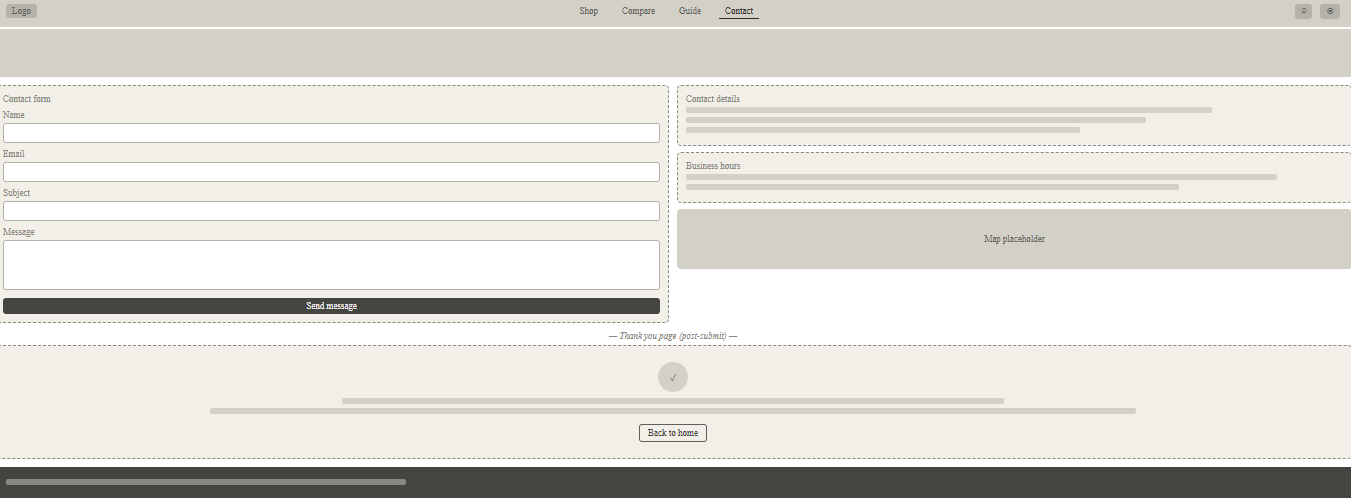 Logo
Shop Compare Guide Contact
Contact form
Name
Email
Subject
Message
Send message
Contact details
Business hours
Map placeholder
— Thank you page (post-submit) —
✓
Back to home